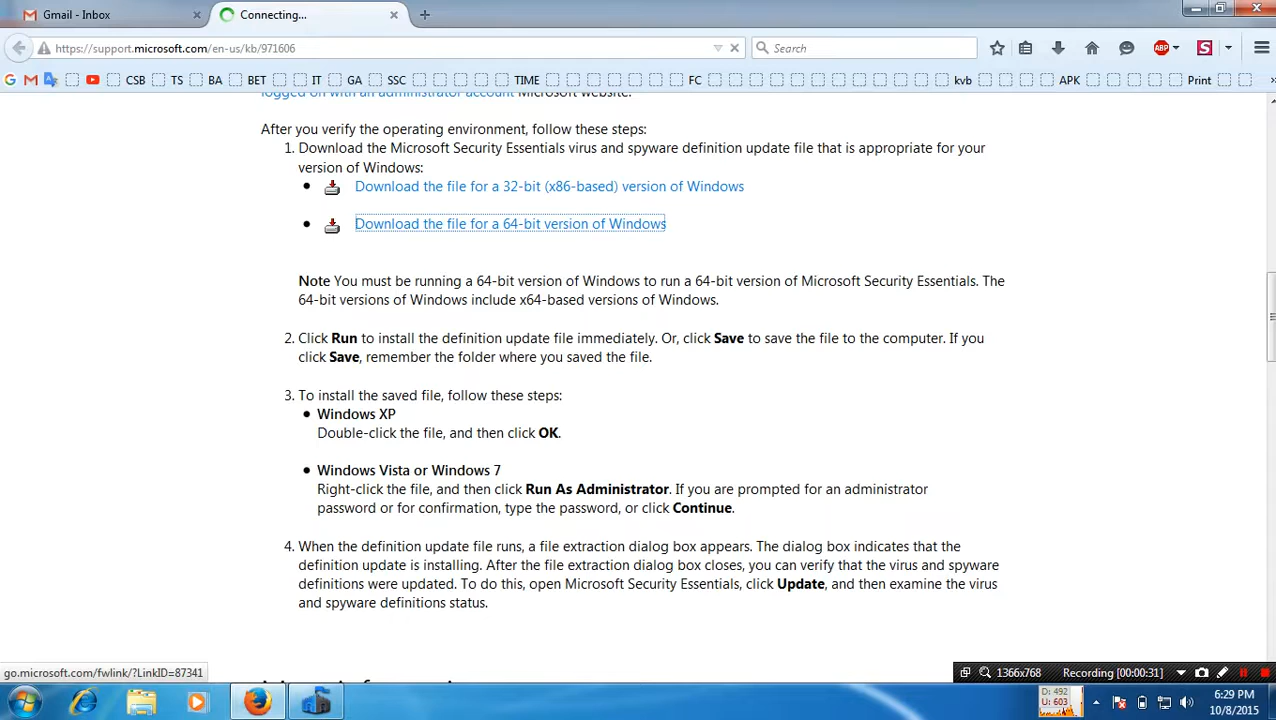 Gmail - Inbox
Connecting...
https://support.microsoft.com/en-us/kb/971606
Search
ABP
S
G M CSB TS BA BET IT GA SSC TIME FC kvb APK Print
logged on with an administrator account Microsoft website.
After you verify the operating environment, follow these steps:
1. Download the Microsoft Security Essentials virus and spyware definition update file that is appropriate for your
version of Windows:
• Download the file for a 32-bit (x86-based) version of Windows
• Download the file for a 64-bit version of Windows
Note You must be running a 64-bit version of Windows to run a 64-bit version of Microsoft Security Essentials. The
64-bit versions of Windows include x64-based versions of Windows.
2. Click Run to install the definition update file immediately. Or, click Save to save the file to the computer. If you
click Save, remember the folder where you saved the file.
3. To install the saved file, follow these steps:
• Windows XP
Double-click the file, and then click OK.
• Windows Vista or Windows 7
Right-click the file, and then click Run As Administrator. If you are prompted for an administrator
password or for confirmation, type the password, or click Continue.
4. When the definition update file runs, a file extraction dialog box appears. The dialog box indicates that the
definition update is installing. After the file extraction dialog box closes, you can verify that the virus and spyware
definitions were updated. To do this, open Microsoft Security Essentials, click Update, and then examine the virus
and spyware definitions status.
go.microsoft.com/fwlink/?LinkID=87341
1366x768 Recording [00:00:31]
D: 492
U: 603
6:29 PM
10/8/2015